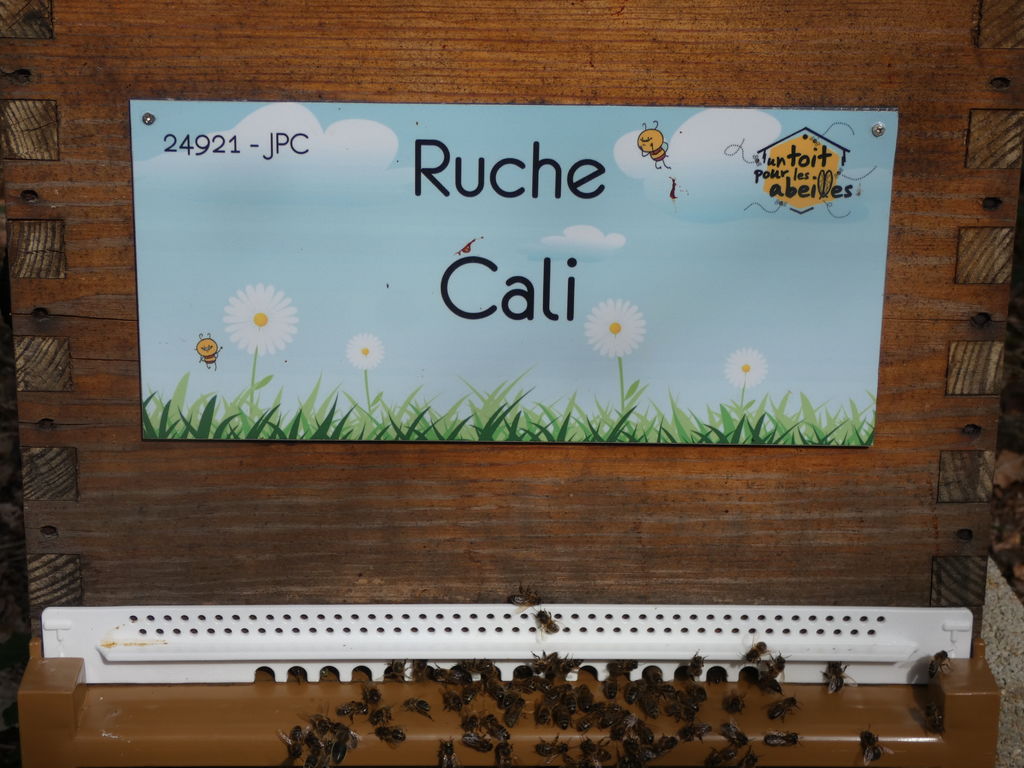 24921 - JPC
Ruche
Cali
un toit
pour les
abeilles